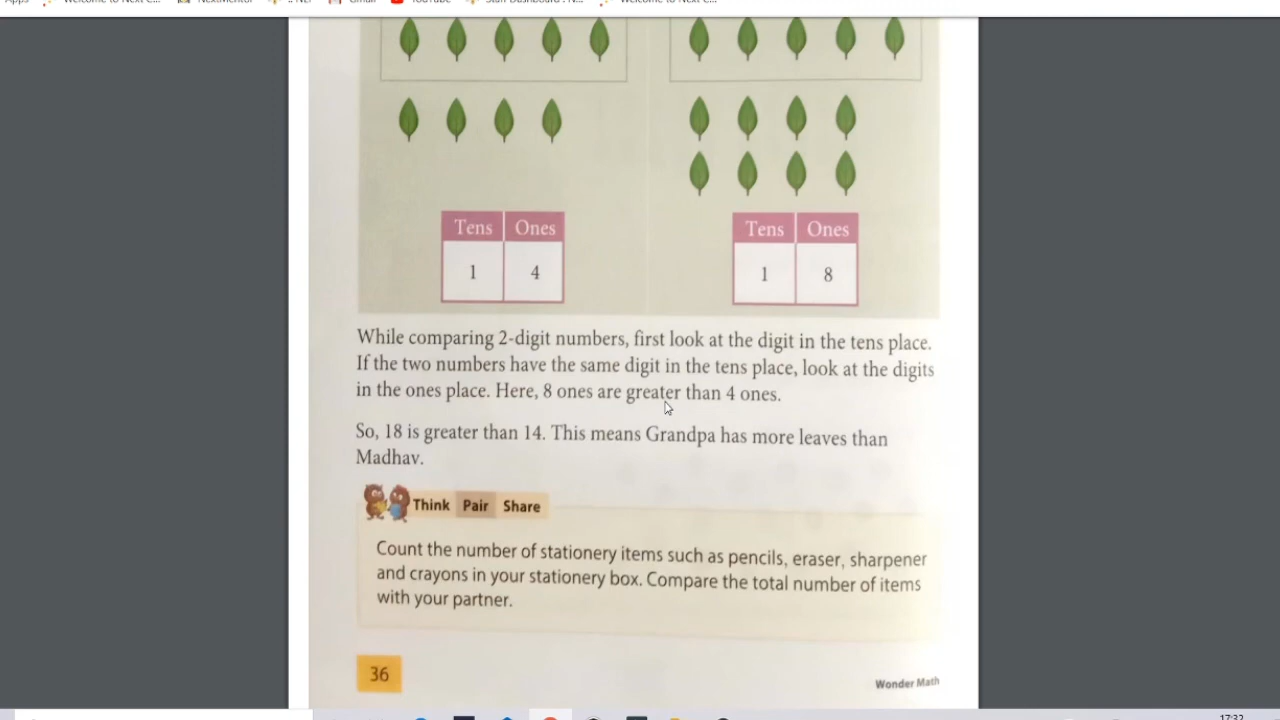 Apps
YouTube
Tens Ones
1 4
Tens Ones
1 8
While comparing 2-digit numbers, first look at the digit in the tens place.
If the two numbers have the same digit in the tens place, look at the digits
in the ones place. Here, 8 ones are greater than 4 ones.
So, 18 is greater than 14. This means Grandpa has more leaves than
Madhav.
Think Pair Share
Count the number of stationery items such as pencils, eraser, sharpener
and crayons in your stationery box. Compare the total number of items
with your partner.
36
Wonder Math
17:32